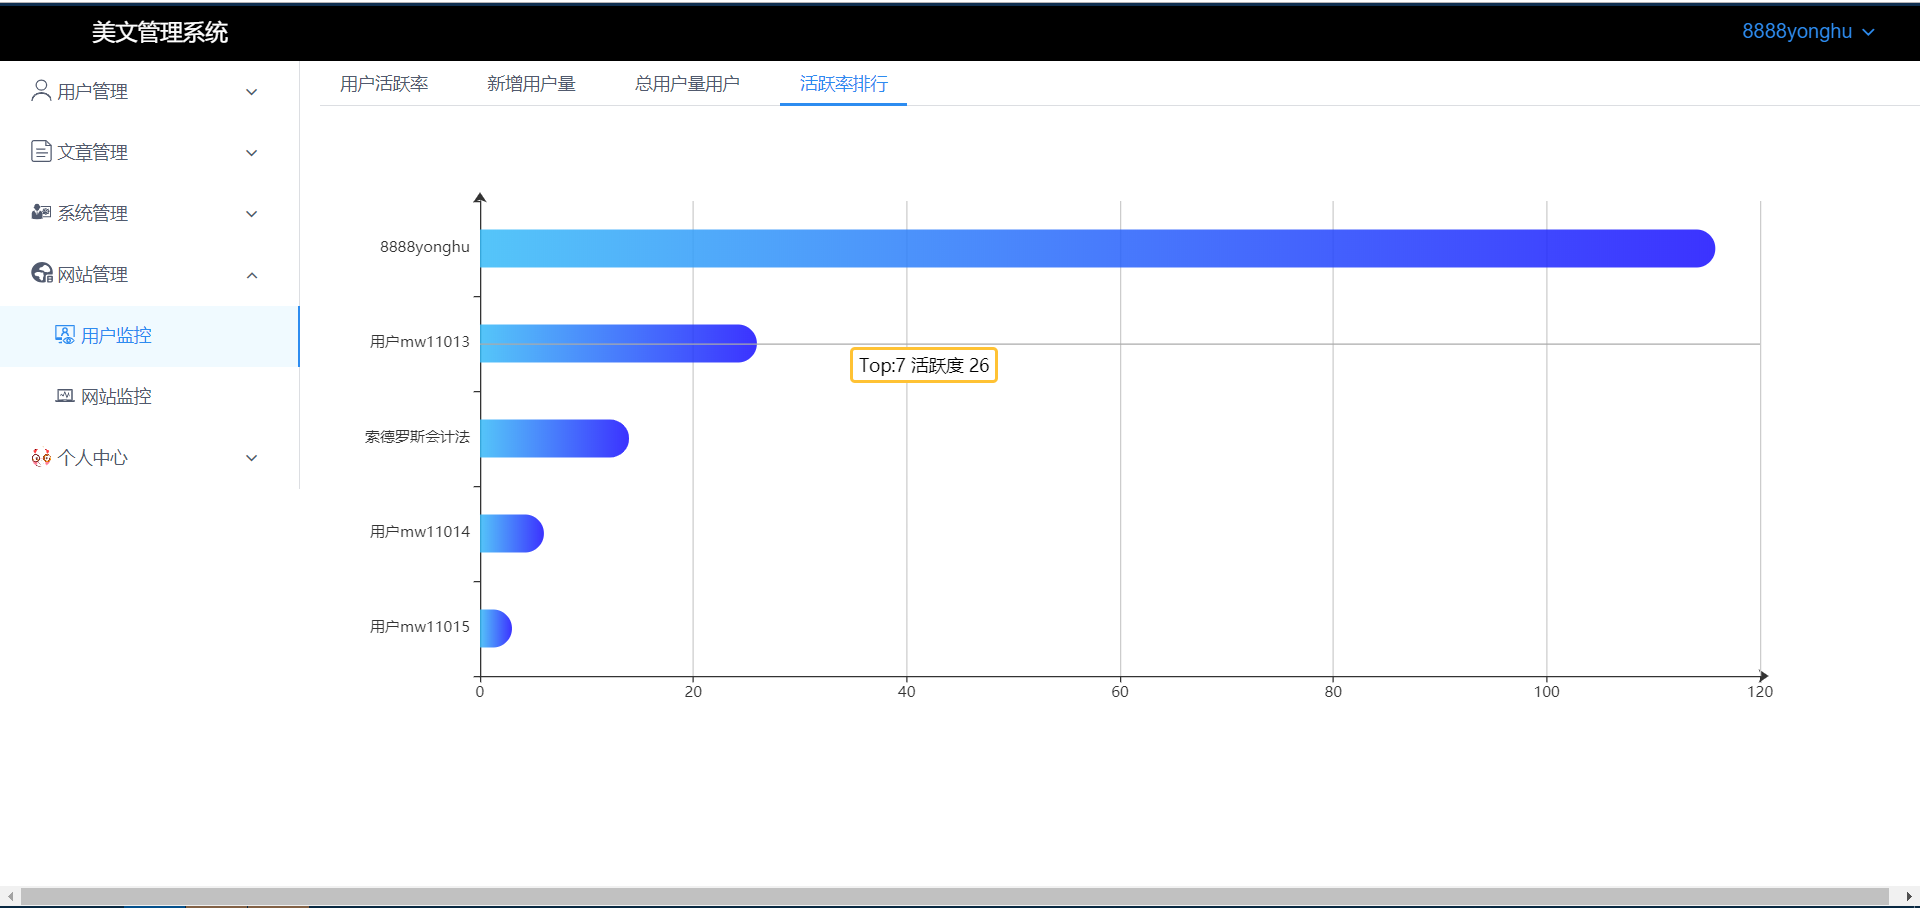 美文管理系统
8888yonghu
用户管理
文章管理
系统管理
网站管理
用户监控
网站监控
个人中心
用户活跃率
新增用户量
总用户量用户
活跃率排行
8888yonghu
用户mw11013
Top:7 活跃度 26
索德罗斯会计法
用户mw11014
用户mw11015
0 20 40 60 80 100 120